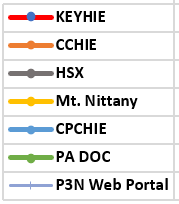 KEYHIE
CCHIE
HSX
Mt. Nittany
CPCHIE
PA DOC
P3N Web Portal